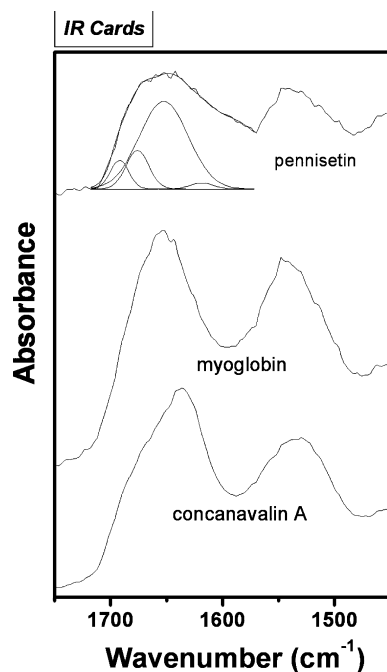 IR Cards
pennisetin
myoglobin
concanavalin A
Absorbance
1700 1600 1500
Wavenumber (cm⁻¹)